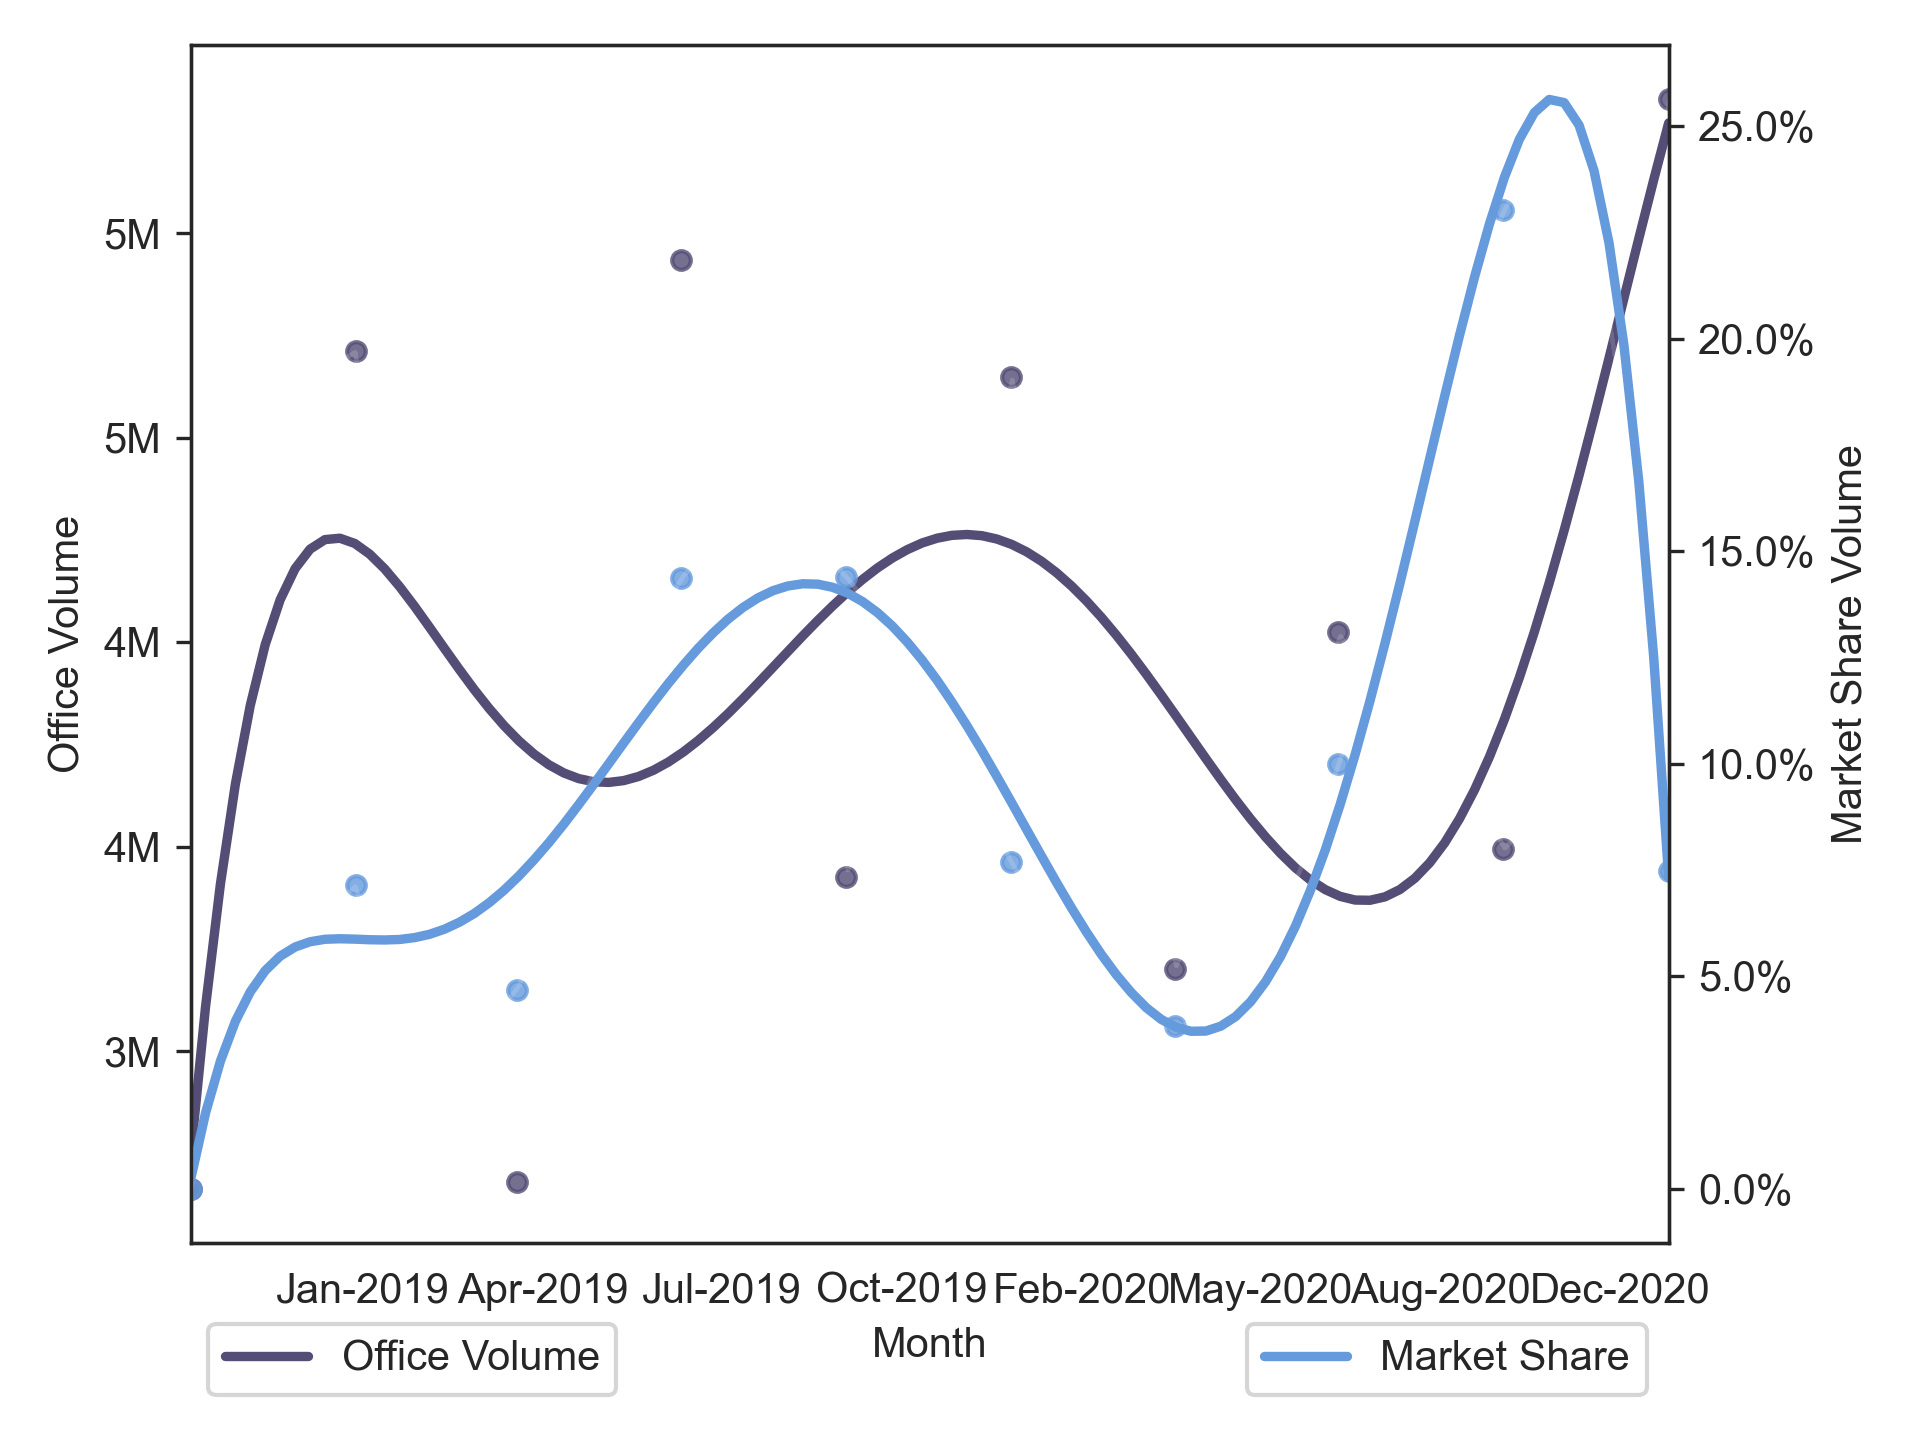 Office Volume
5M
5M
4M
4M
3M
25.0%
20.0%
15.0%
10.0%
5.0%
0.0%
Market Share Volume
Jan-2019 Apr-2019 Jul-2019 Oct-2019 Feb-2020 May-2020 Aug-2020 Dec-2020
Month
Office Volume
Market Share